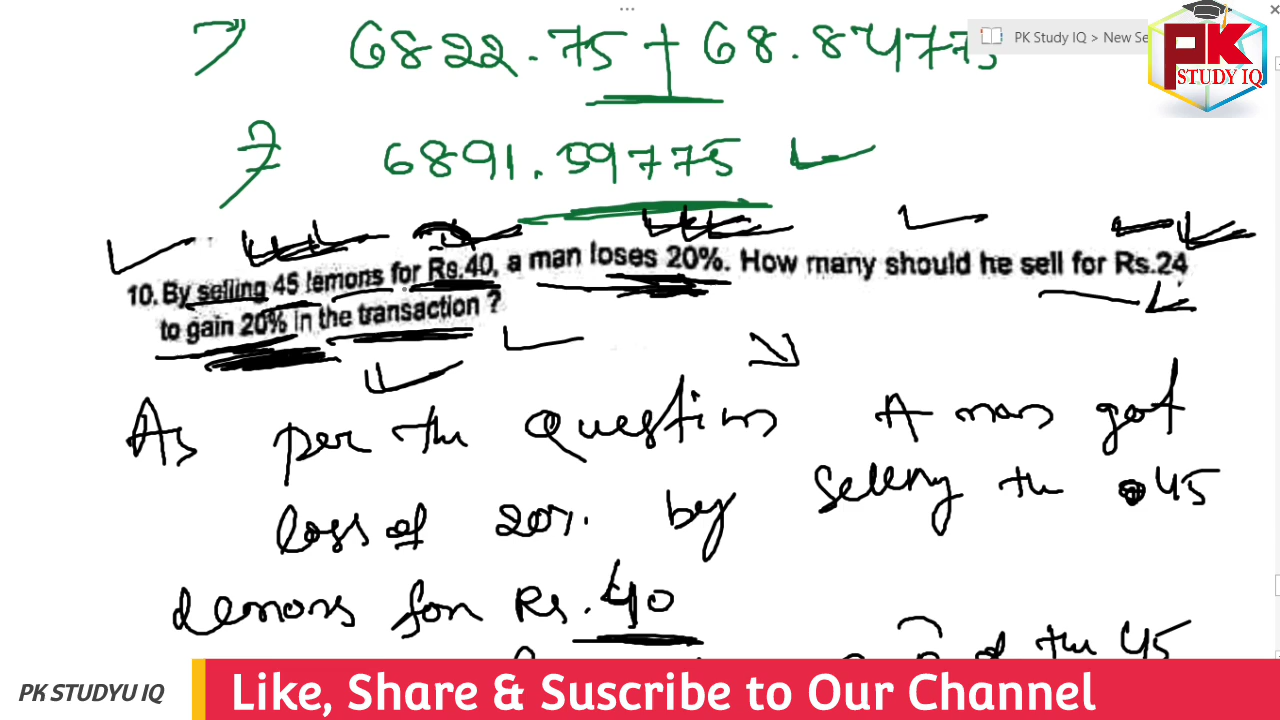 6822.75 + 68.84775
PK Study IQ > New Se
PK
STUDY IQ
6891.59775
10. By selling 45 lemons for Rs.40, a man loses 20%. How many should he sell for Rs.24
to gain 20% in the transaction ?
As per the Question A man got
loss of 20% by selling the 45
lemons for Rs. 40
of the 45
PK STUDYU IQ
Like, Share & Suscribe to Our Channel